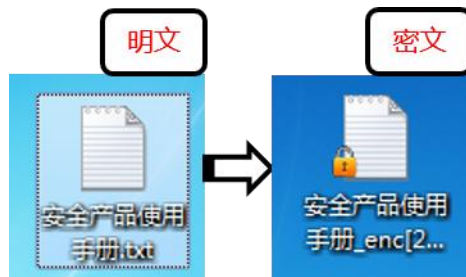 明文
密文
安全产品使用
手册.txt
安全产品使用
手册_enc[2...